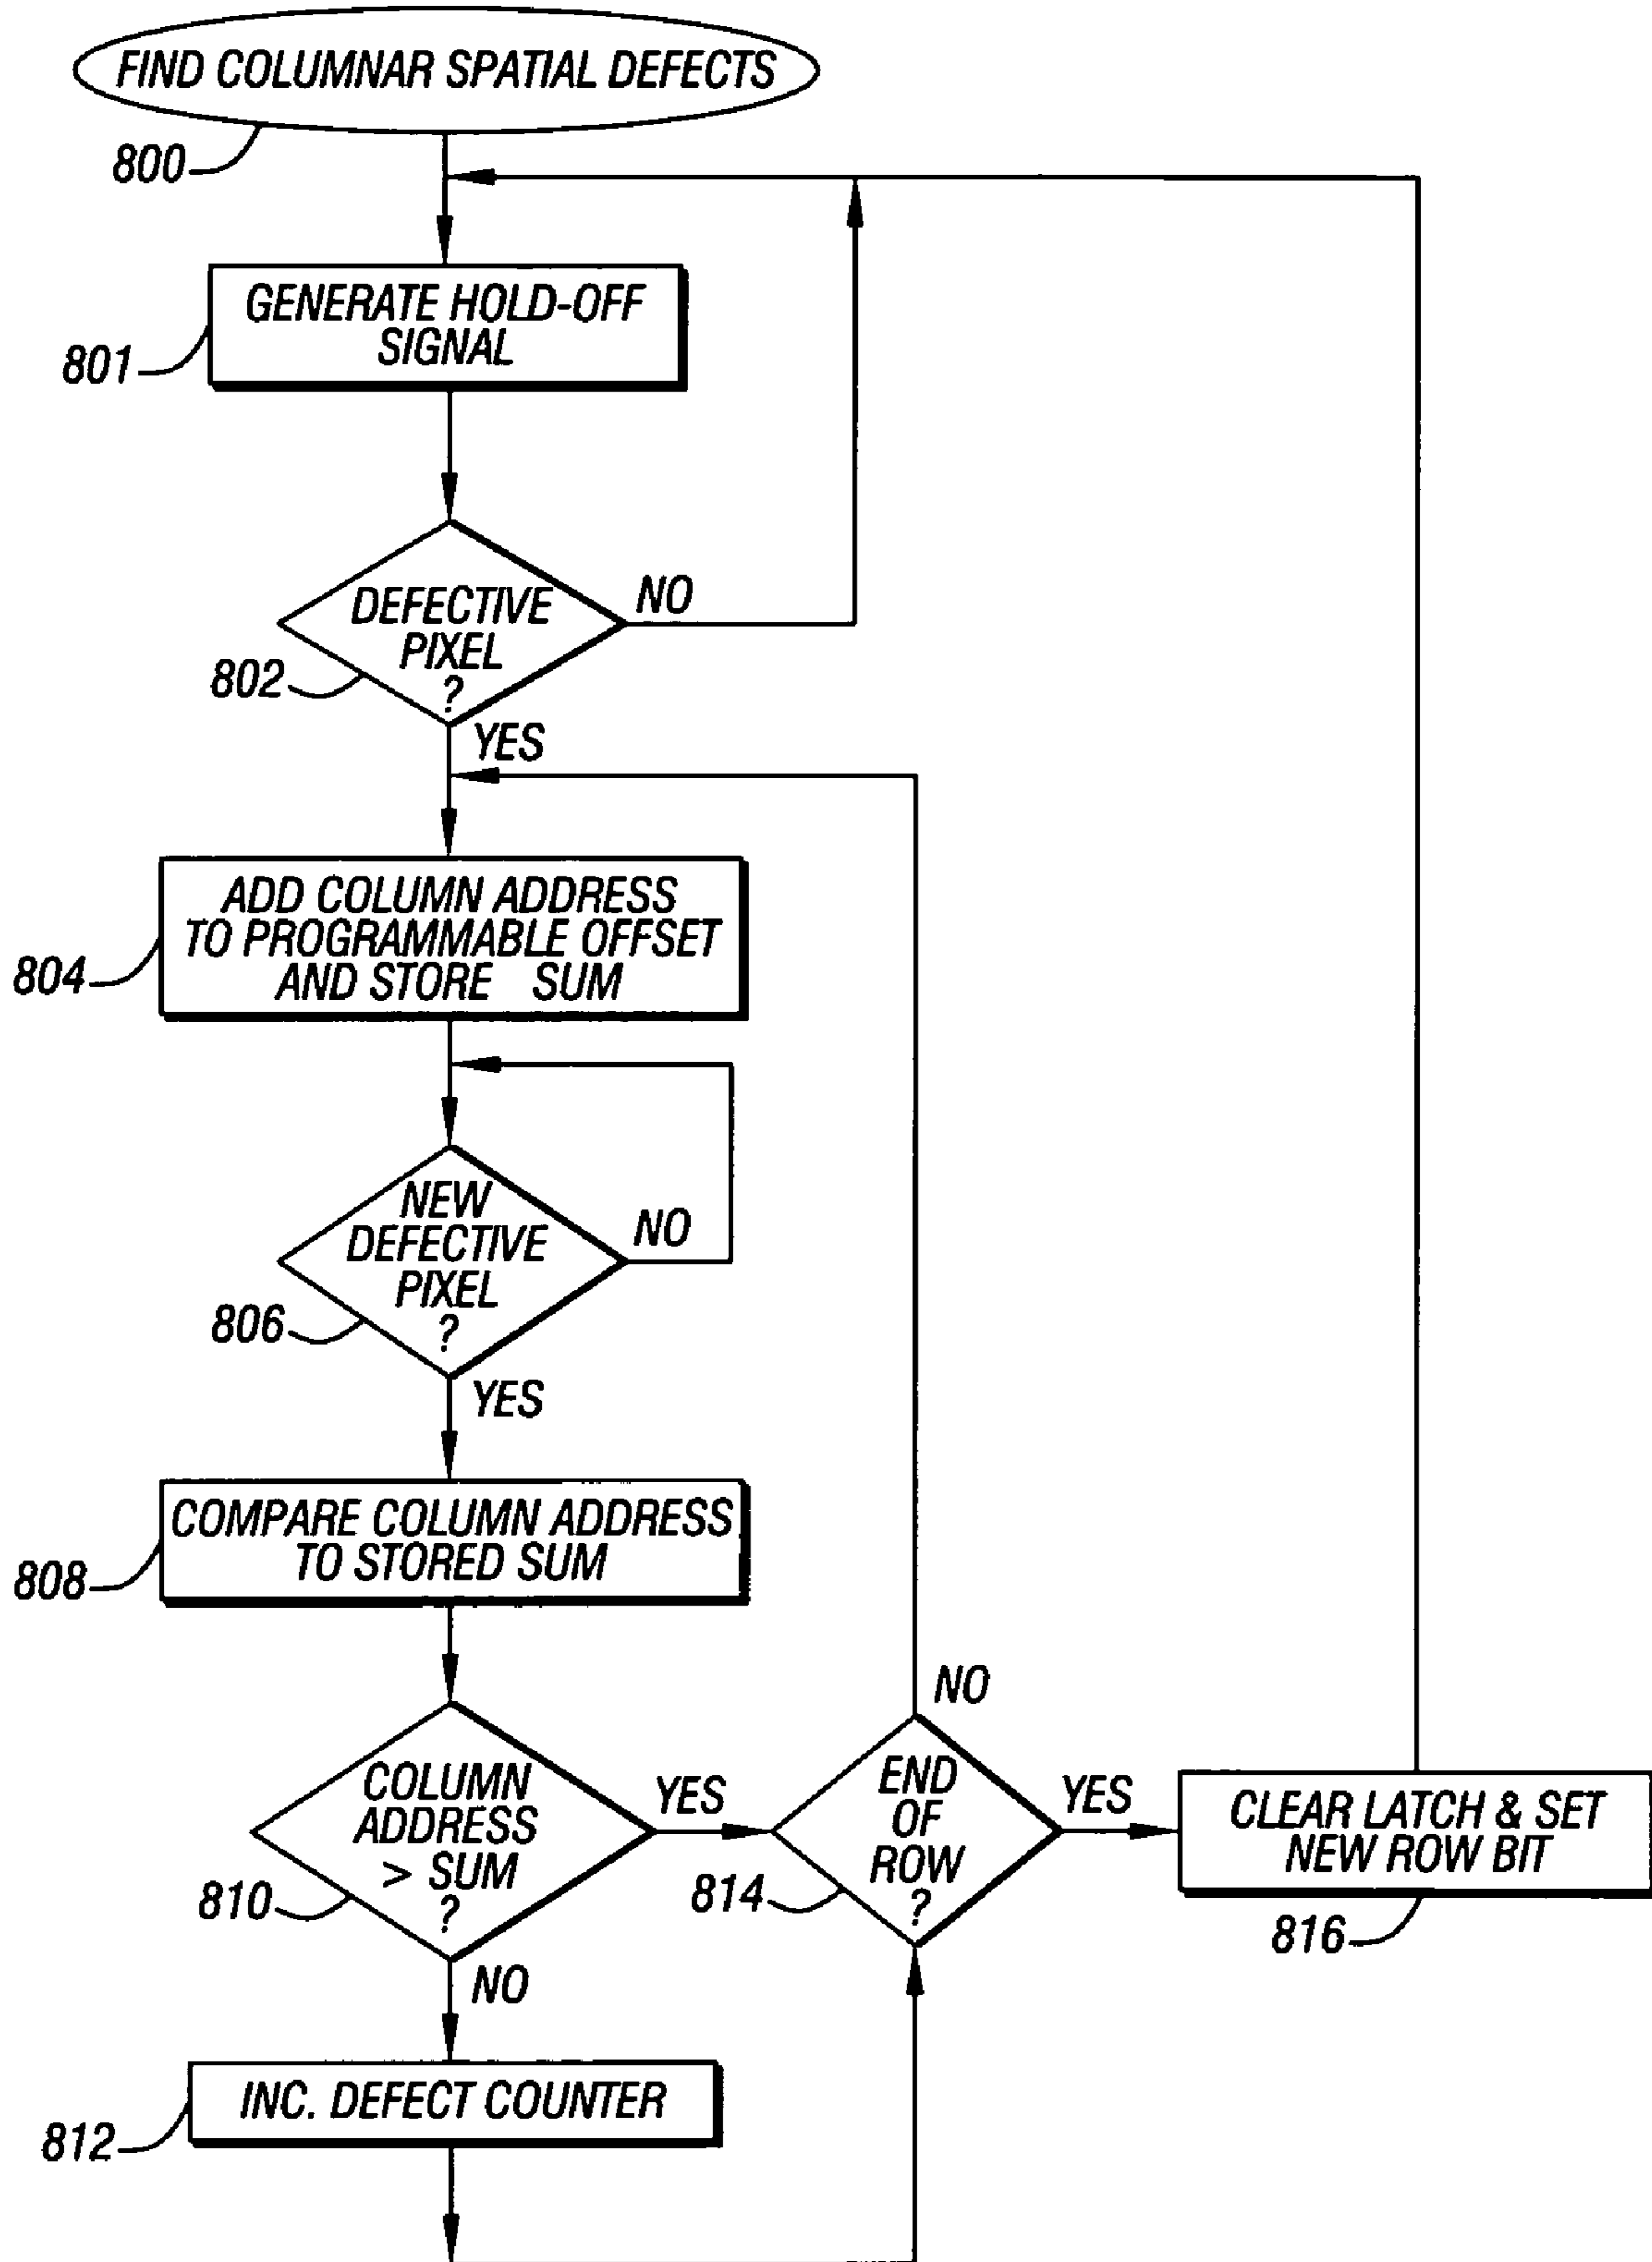 FIND COLUMNAR SPATIAL DEFECTS
800
GENERATE HOLD-OFF
SIGNAL
801
DEFECTIVE
PIXEL
?
802
NO
YES
ADD COLUMN ADDRESS
TO PROGRAMMABLE OFFSET
AND STORE SUM
804
NEW
DEFECTIVE
PIXEL
?
806
NO
YES
COMPARE COLUMN ADDRESS
TO STORED SUM
808
COLUMN
ADDRESS
> SUM
?
810
YES
NO
END
OF
ROW
?
814
NO
YES
CLEAR LATCH & SET
NEW ROW BIT
816
INC. DEFECT COUNTER
812